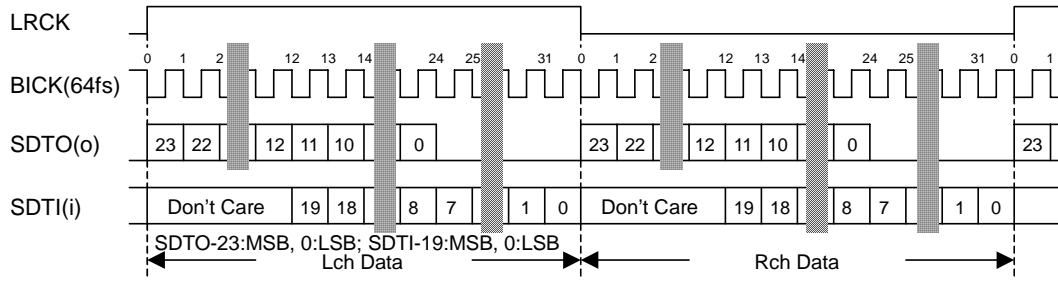 LRCK
0 1 2 12 13 14 24 25 31 0 1 2 12 13 14 24 25 31 0 1
BICK(64fs)
SDTO(o) 23 22 12 11 10 0 23 22 12 11 10 0 23
SDTI(i) Don't Care 19 18 8 7 1 0 Don't Care 19 18 8 7 1 0
SDTO-23:MSB, 0:LSB; SDTI-19:MSB, 0:LSB
Lch Data Rch Data